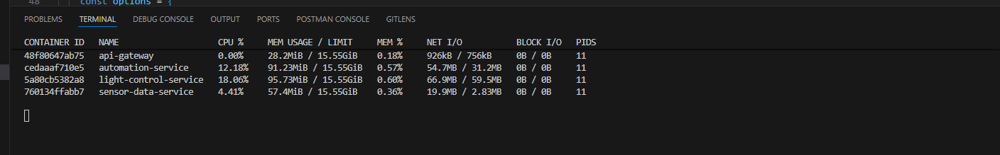 48 const options = {
PROBLEMS TERMINAL DEBUG CONSOLE OUTPUT PORTS POSTMAN CONSOLE GITLENS
CONTAINER ID NAME CPU % MEM USAGE / LIMIT MEM % NET I/O BLOCK I/O PIDS
48f80647ab75 api-gateway 0.00% 28.2MiB / 15.55GiB 0.18% 926kB / 756kB 0B / 0B 11
cedaaaf710e5 automation-service 12.18% 91.23MiB / 15.55GiB 0.57% 54.7MB / 31.2MB 0B / 0B 11
5a80cb5382a8 light-control-service 18.06% 95.73MiB / 15.55GiB 0.60% 66.9MB / 59.5MB 0B / 0B 11
760134ffabb7 sensor-data-service 4.41% 57.4MiB / 15.55GiB 0.36% 19.9MB / 2.83MB 0B / 0B 11